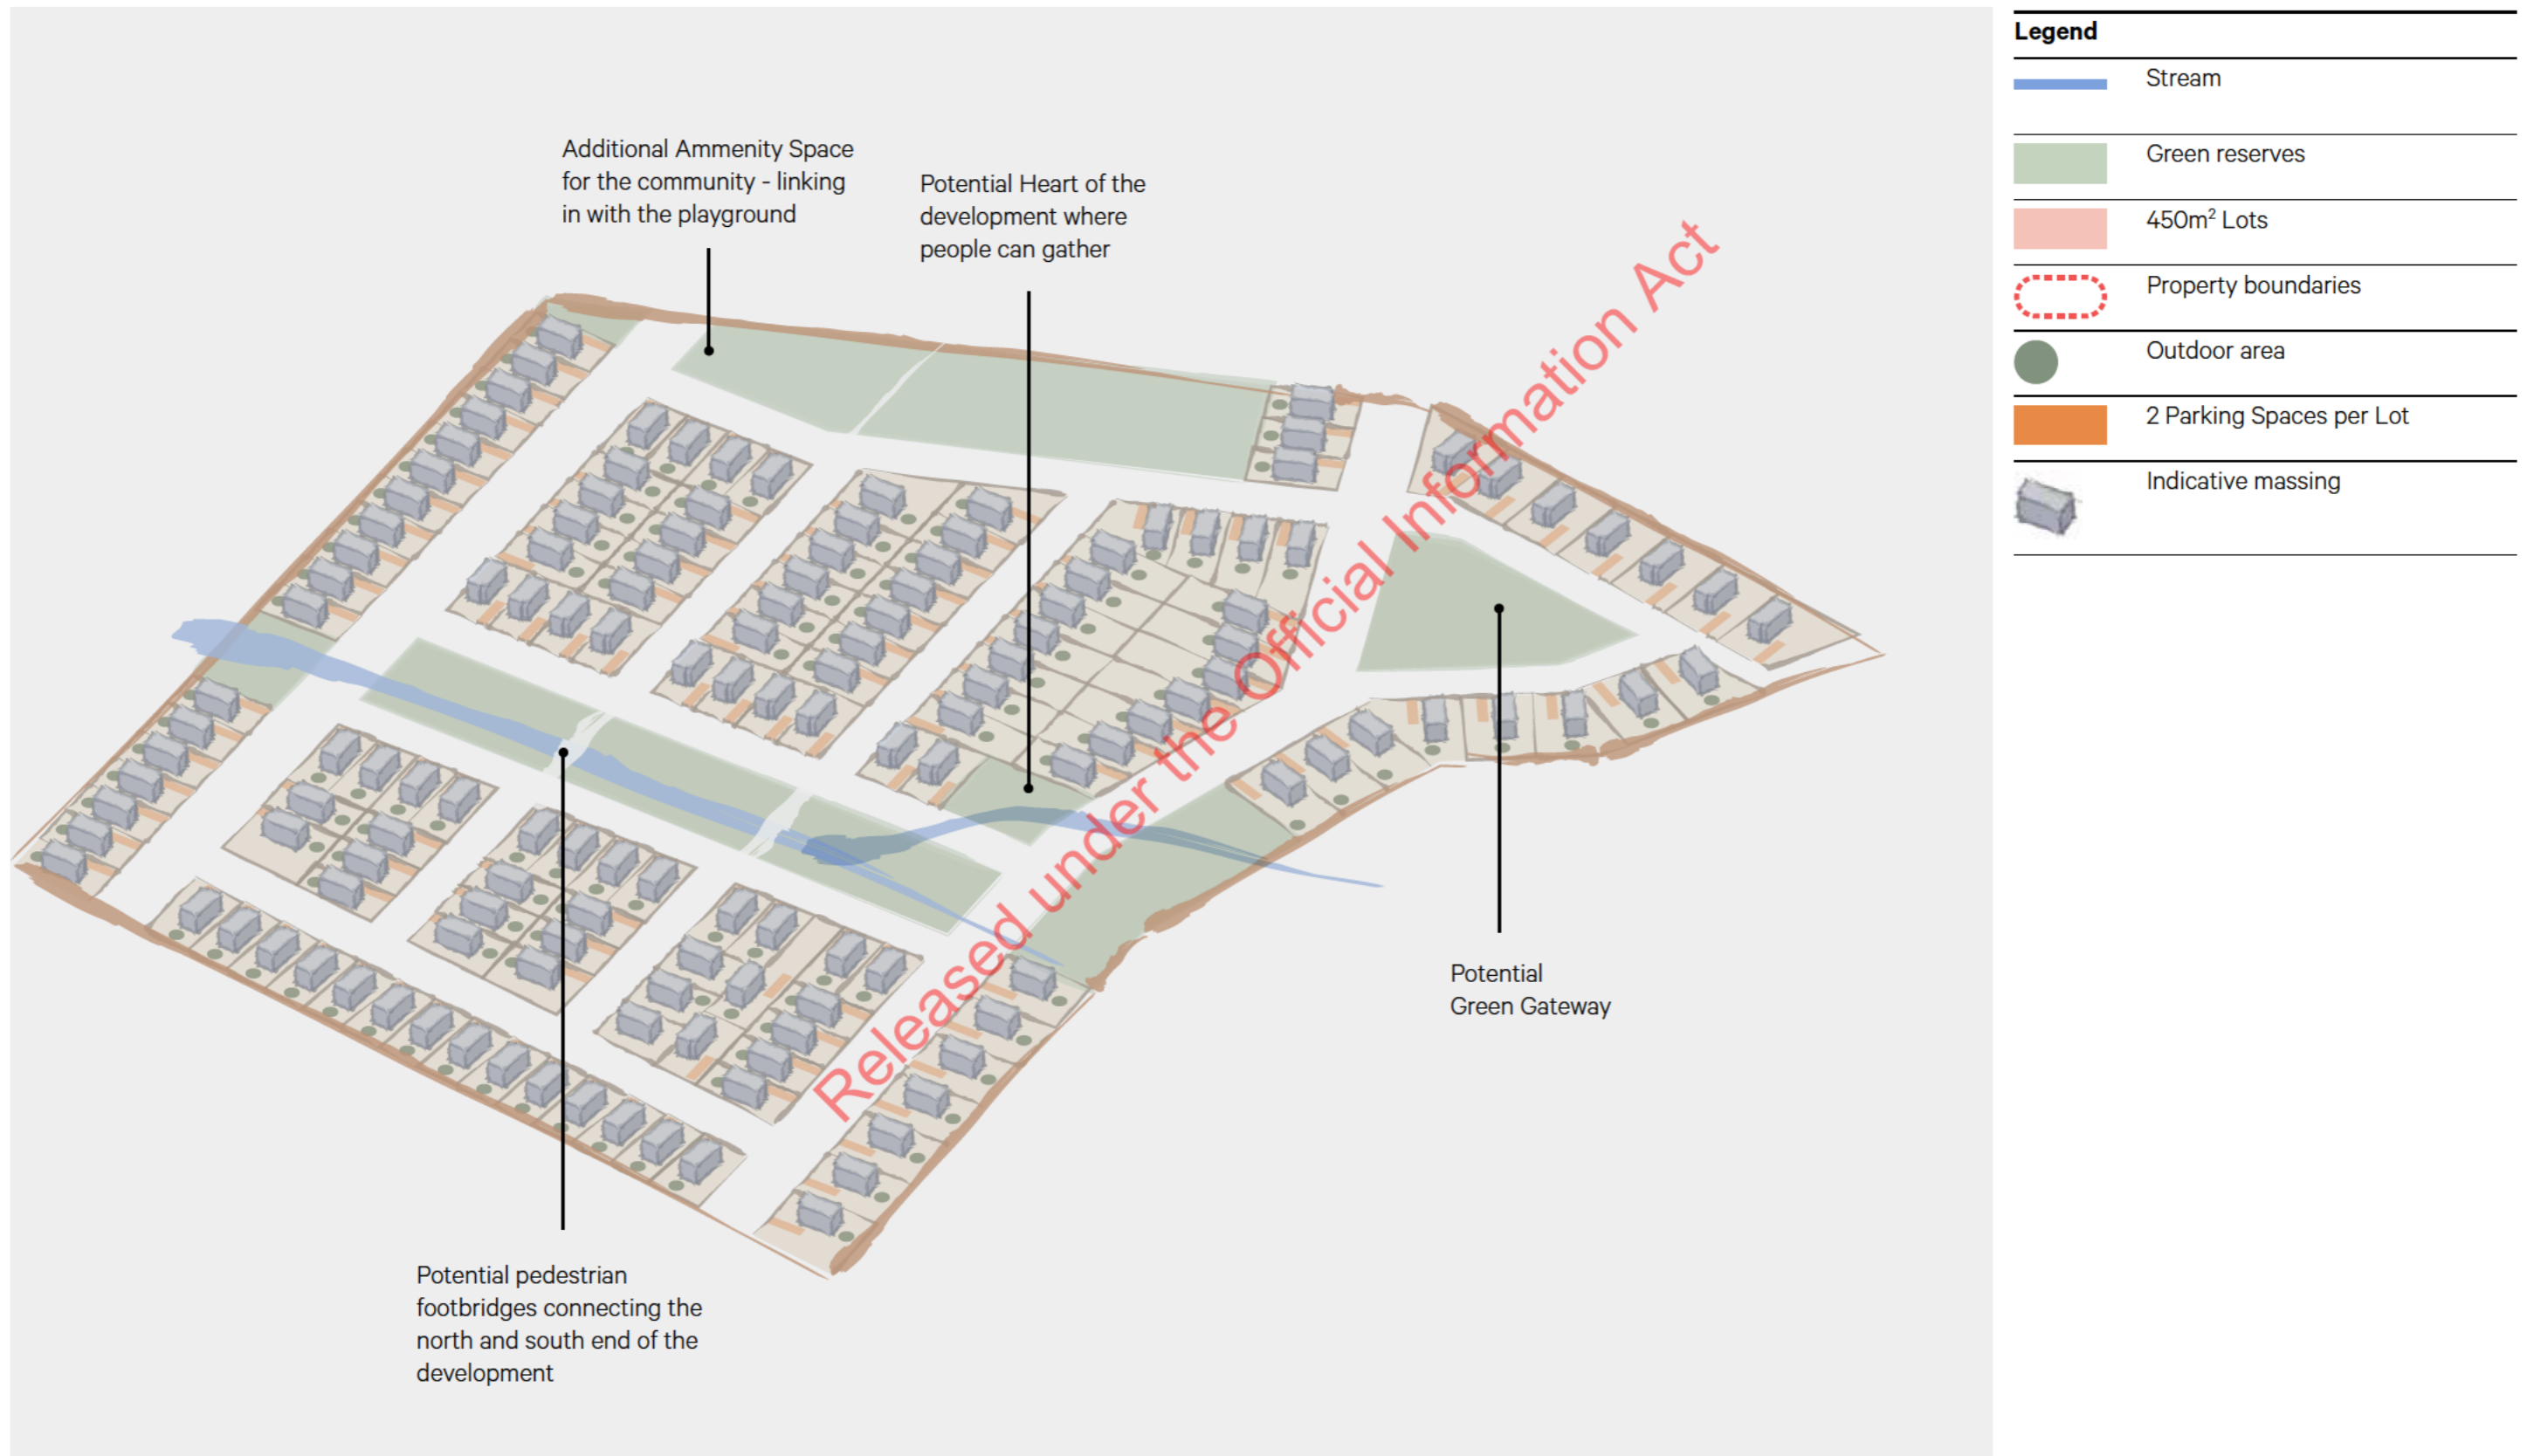 Additional Ammenity Space
for the community - linking
in with the playground
Potential Heart of the
development where
people can gather
Released under the Official Information Act
Potential
Green Gateway
Potential pedestrian
footbridges connecting the
north and south end of the
development
Legend
Stream
Green reserves
450m² Lots
Property boundaries
Outdoor area
2 Parking Spaces per Lot
Indicative massing